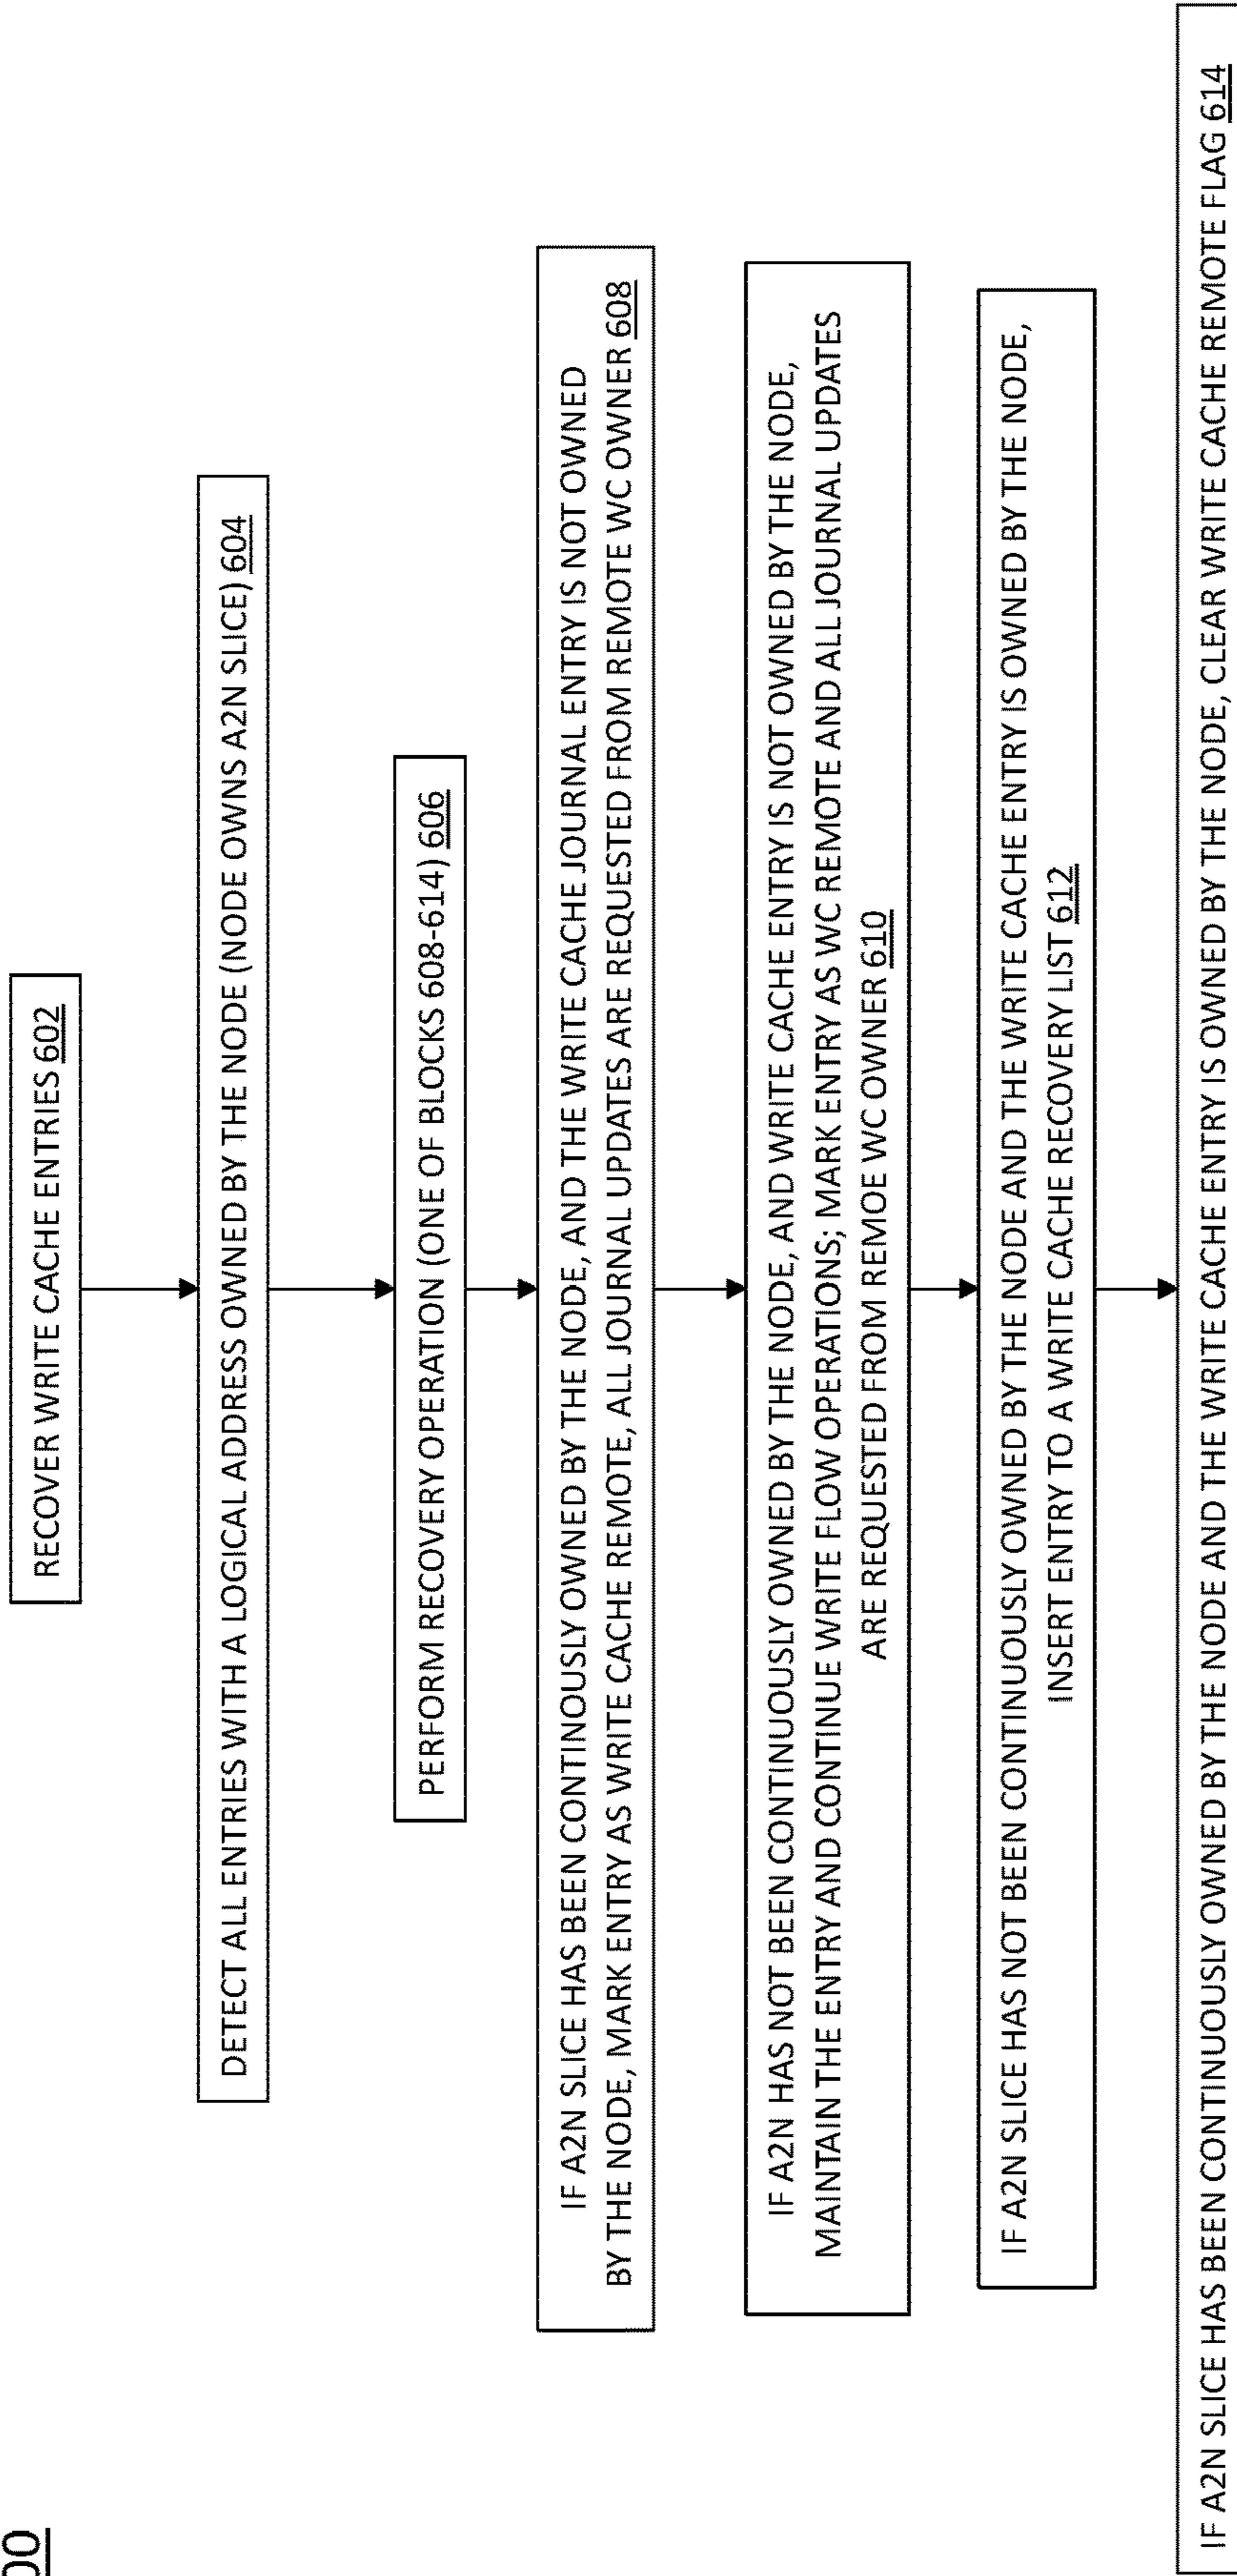 00
RECOVER WRITE CACHE ENTRIES 602
DETECT ALL ENTRIES WITH A LOGICAL ADDRESS OWNED BY THE NODE (NODE OWNS A2N SLICE) 604
PERFORM RECOVERY OPERATION (ONE OF BLOCKS 608-614) 606
IF A2N SLICE HAS BEEN CONTINOUSLY OWNED BY THE NODE, AND THE WRITE CACHE JOURNAL ENTRY IS NOT OWNED
BY THE NODE, MARK ENTRY AS WRITE CACHE REMOTE, ALL JOURNAL UPDATES ARE REQUESTED FROM REMOTE WC OWNER 608
IF A2N HAS NOT BEEN CONTINUOUSLY OWNED BY THE NODE, AND WRITE CACHE ENTRY IS NOT OWNED BY THE NODE,
MAINTAIN THE ENTRY AND CONTINUE WRITE FLOW OPERATIONS; MARK ENTRY AS WC REMOTE AND ALL JOURNAL UPDATES
ARE REQUESTED FROM REMOE WC OWNER 610
IF A2N SLICE HAS NOT BEEN CONTINUOUSLY OWNED BY THE NODE AND THE WRITE CACHE ENTRY IS OWNED BY THE NODE,
INSERT ENTRY TO A WRITE CACHE RECOVERY LIST 612
IF A2N SLICE HAS BEEN CONTINUOUSLY OWNED BY THE NODE AND THE WRITE CACHE ENTRY IS OWNED BY THE NODE, CLEAR WRITE CACHE REMOTE FLAG 614